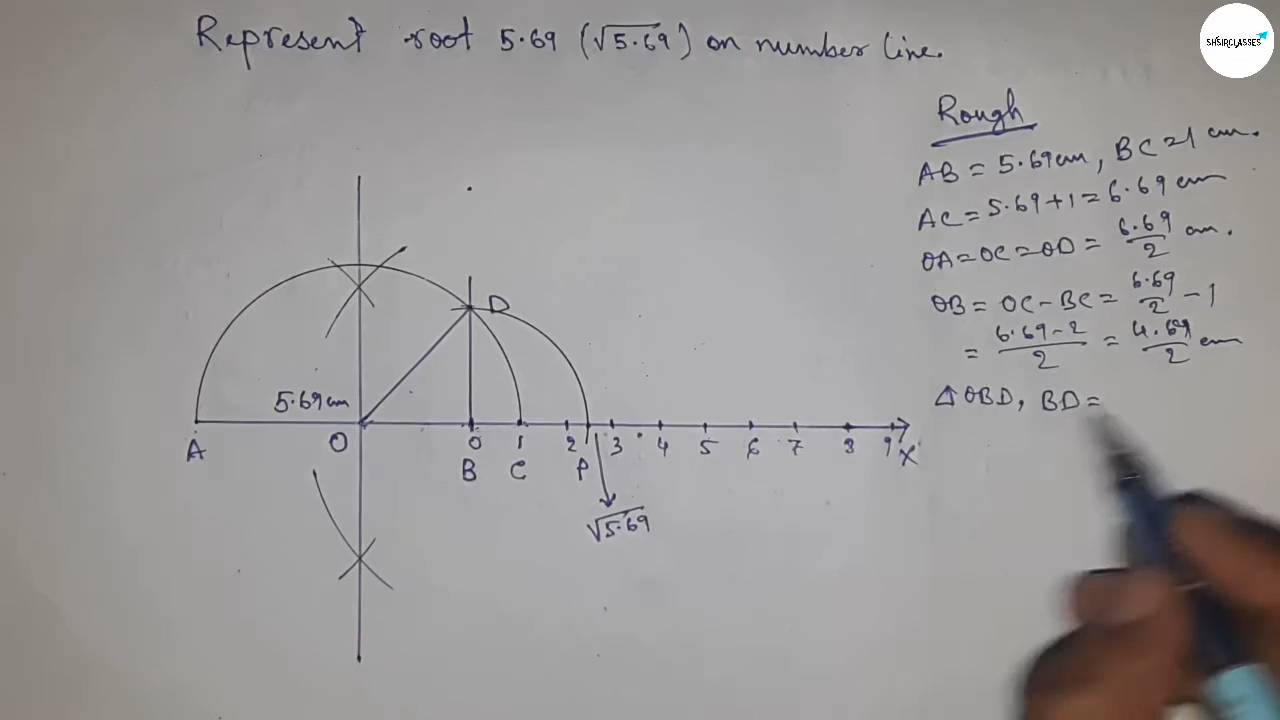 Represent root 5.69 (√5.69) on number line.
SHSIRCLASSES
Rough
AB = 5.69cm, BC = 1 cm.
AC = 5.69+1 = 6.69 cm
OA = OC = OD = 6.69/2 cm.
OB = OC - BC = 6.69/2 - 1
= 6.69-2/2 = 4.69/2 cm
△OBD, BD =
D
5.69cm
A O 0 1 2 3 4 5 6 7 8 9 X
B C P
√5.69